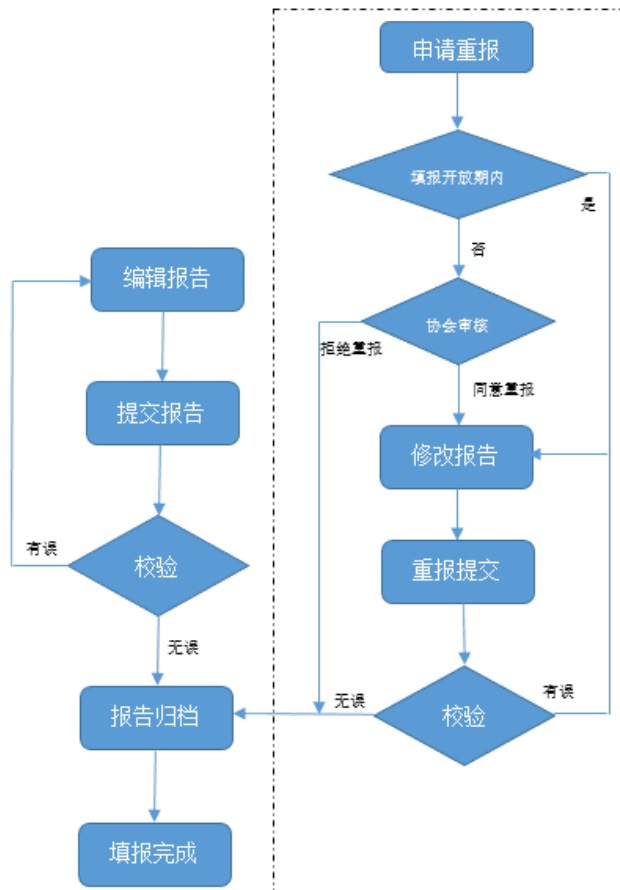 申请重报
填报开放期内
是
否
编辑报告
协会审核
拒绝重报
同意重报
提交报告
修改报告
有误
校验
重报提交
无误
报告归档
无误
校验
有误
填报完成